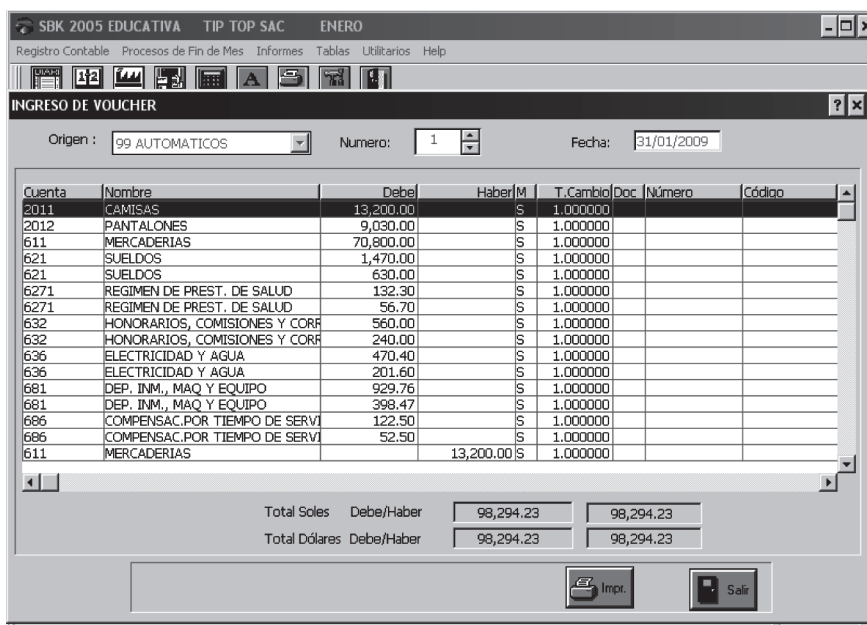 SBK 2005 EDUCATIVA TIP TOP SAC ENERO
Registro Contable Procesos de Fin de Mes Informes Tablas Utilitarios Help
INGRESO DE VOUCHER
Origen : 99 AUTOMATICOS Numero: 1 Fecha: 31/01/2009
Cuenta Nombre Debe Haber M T.Cambio Doc Número Código
2011 CAMISAS 13,200.00 S 1.000000
2012 PANTALONES 9,030.00 S 1.000000
611 MERCADERIAS 70,800.00 S 1.000000
621 SUELDOS 1,470.00 S 1.000000
621 SUELDOS 630.00 S 1.000000
6271 REGIMEN DE PREST. DE SALUD 132.30 S 1.000000
6271 REGIMEN DE PREST. DE SALUD 56.70 S 1.000000
632 HONORARIOS, COMISIONES Y CORR 560.00 S 1.000000
632 HONORARIOS, COMISIONES Y CORR 240.00 S 1.000000
636 ELECTRICIDAD Y AGUA 470.40 S 1.000000
636 ELECTRICIDAD Y AGUA 201.60 S 1.000000
681 DEP. INM., MAQ Y EQUIPO 929.76 S 1.000000
681 DEP. INM., MAQ Y EQUIPO 398.47 S 1.000000
686 COMPENSAC.POR TIEMPO DE SERVI 122.50 S 1.000000
686 COMPENSAC.POR TIEMPO DE SERVI 52.50 S 1.000000
611 MERCADERIAS 13,200.00 S 1.000000
Total Soles Debe/Haber 98,294.23 98,294.23
Total Dólares Debe/Haber 98,294.23 98,294.23
Impr. Salir